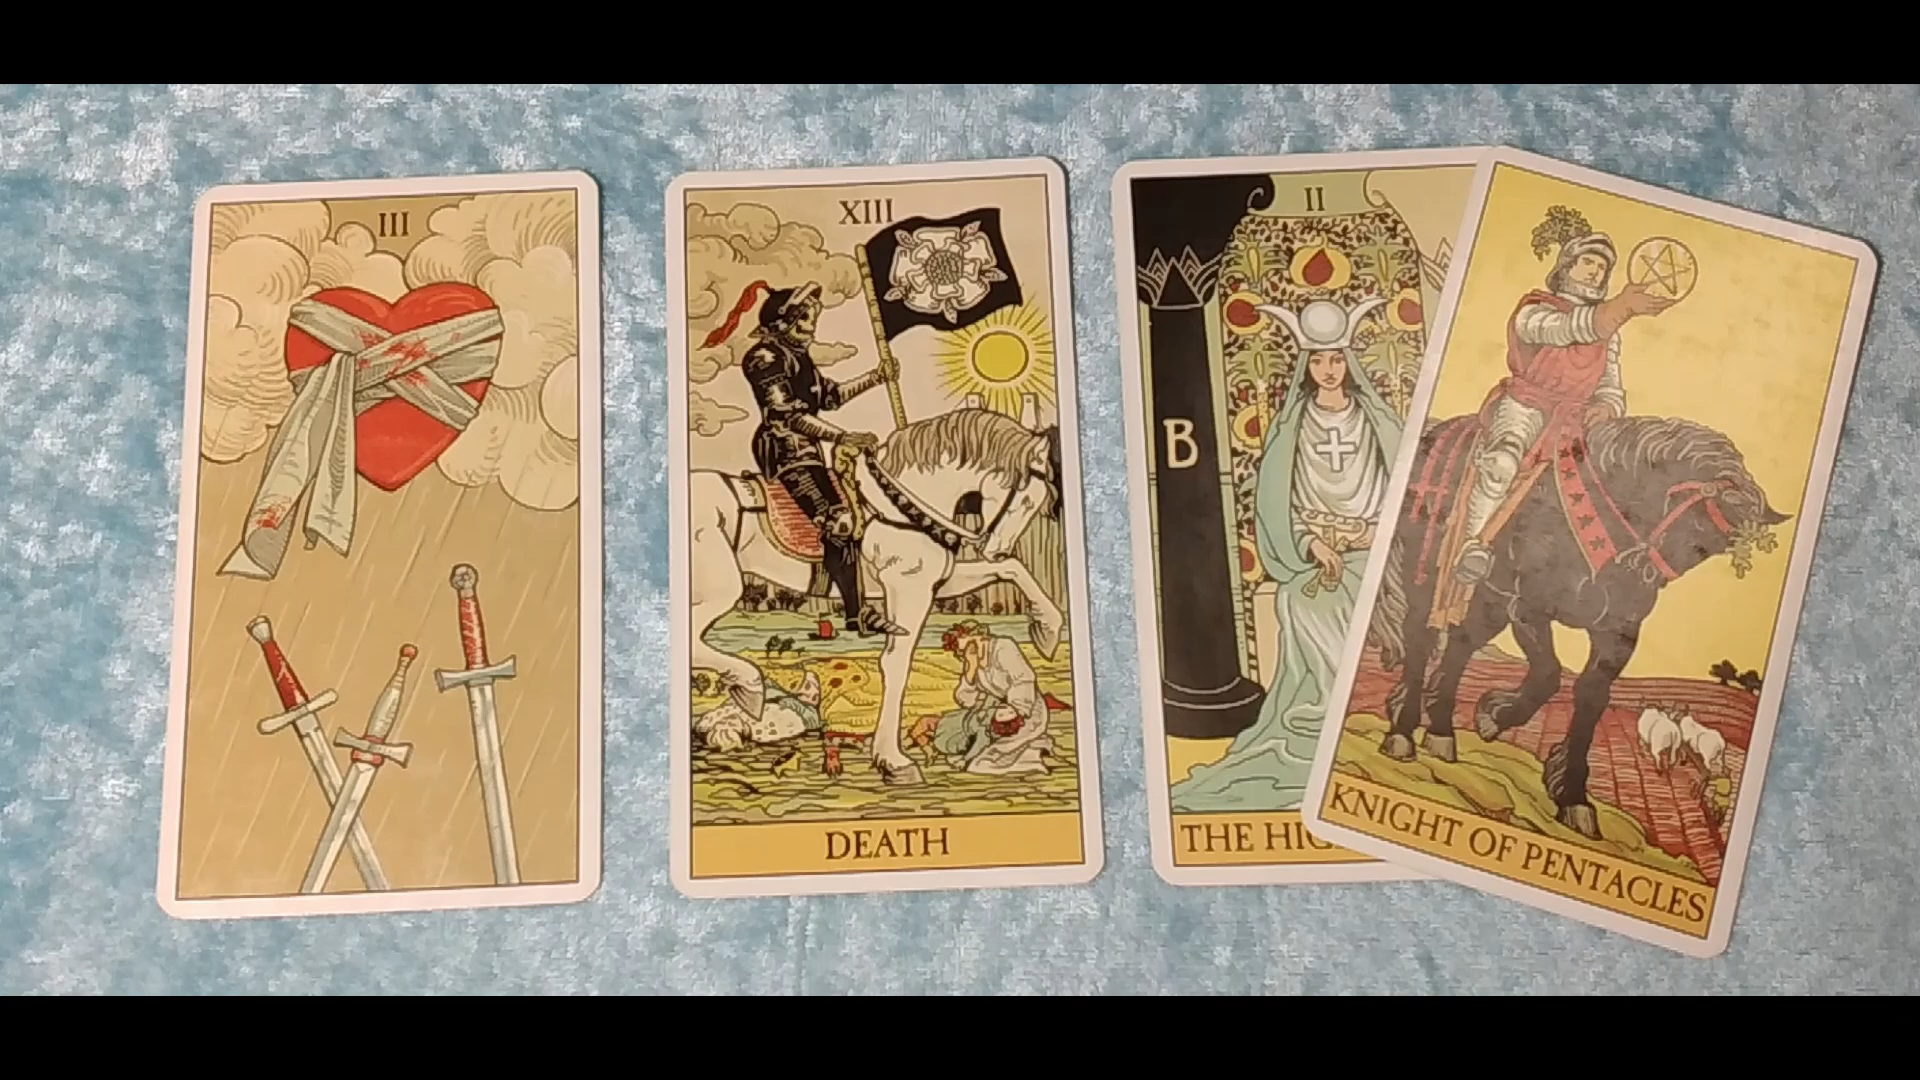 III
XIII
DEATH
II
B
THE HIG
KNIGHT OF PENTACLES